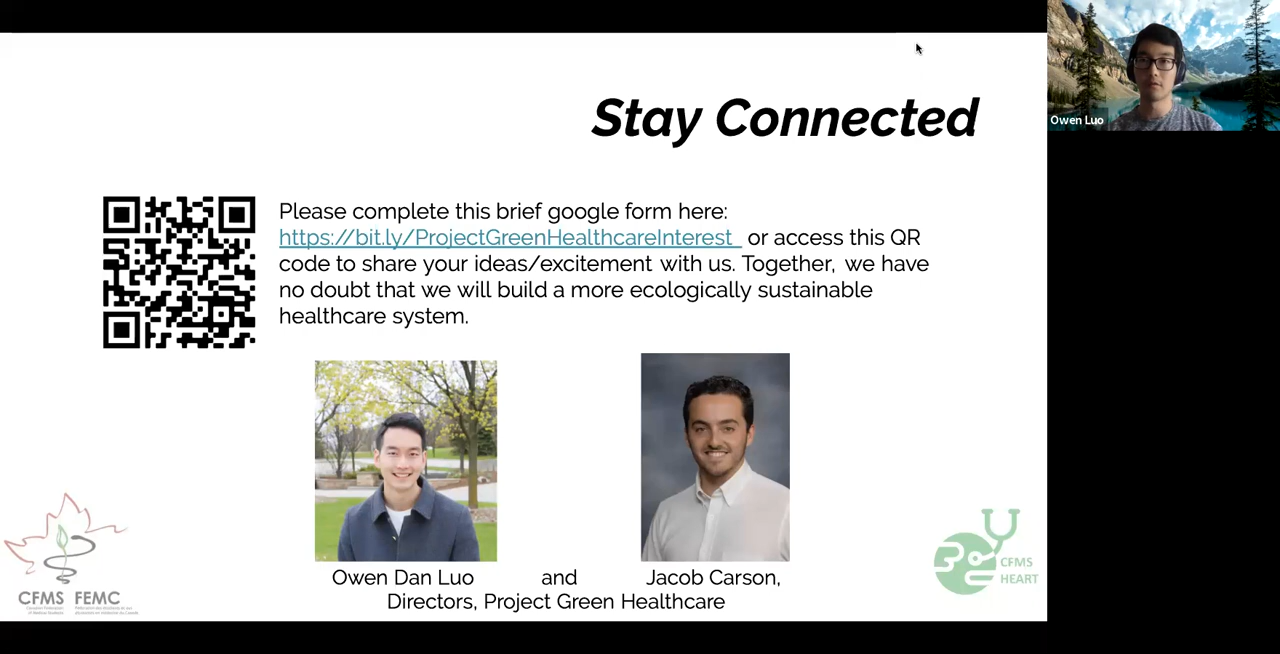 Stay Connected
Owen Luo
Please complete this brief google form here:
https://bit.ly/ProjectGreenHealthcareInterest or access this QR
code to share your ideas/excitement with us. Together, we have
no doubt that we will build a more ecologically sustainable
healthcare system.
Owen Dan Luo and Jacob Carson,
Directors, Project Green Healthcare
CFMS FEMC
CFMS
HEART